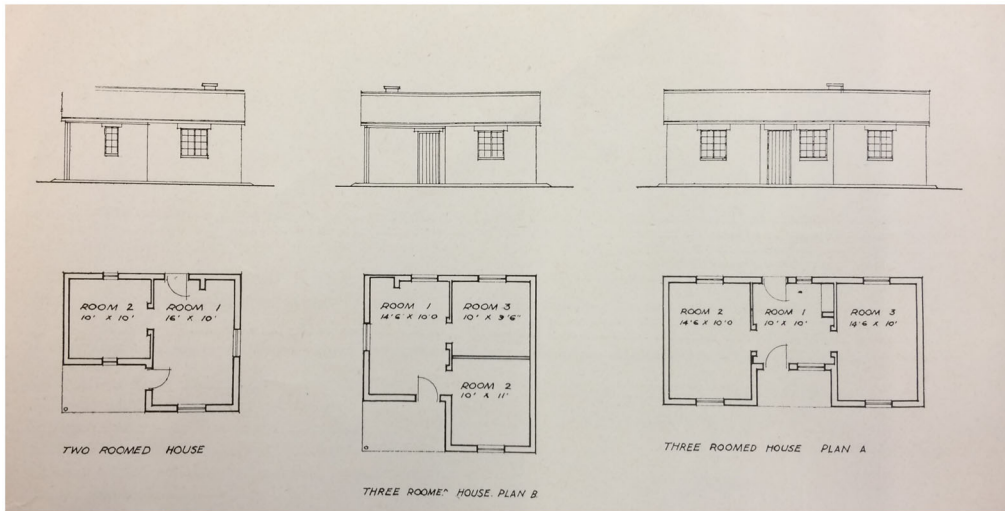 ROOM 2
10' X 10'
ROOM 1
16' X 10'
TWO ROOMED HOUSE
ROOM 1
14'6 X 10'0
ROOM 3
10' X 9'6"
ROOM 2
10' X 11'
THREE ROOMED HOUSE. PLAN B
ROOM 2
14'6 X 10'0
ROOM 1
10' X 10'
ROOM 3
14'6 X 10'
THREE ROOMED HOUSE PLAN A